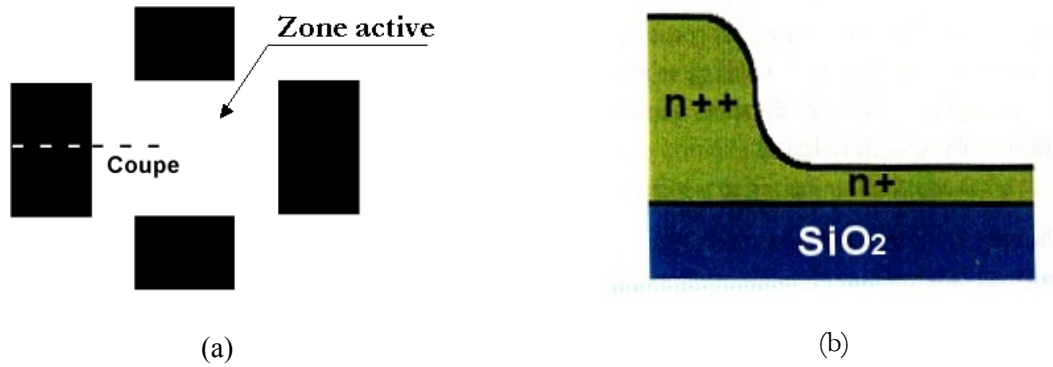 Zone active
Coupe
n++
n+
SiO₂
(a)
(b)